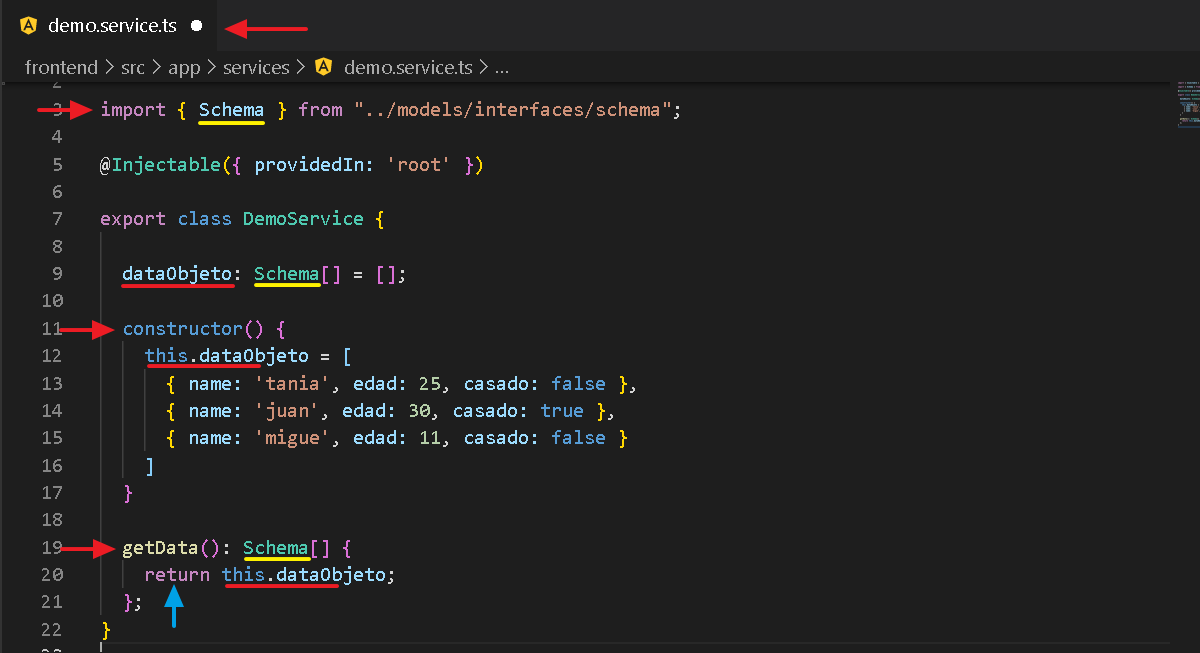 demo.service.ts
frontend > src > app > services > demo.service.ts > ...
2
3 import { Schema } from "../models/interfaces/schema";
4
5 @Injectable({ providedIn: 'root' })
6
7 export class DemoService {
8
9 dataObjeto: Schema[] = [];
10
11 constructor() {
12 this.dataObjeto = [
13 { name: 'tania', edad: 25, casado: false },
14 { name: 'juan', edad: 30, casado: true },
15 { name: 'migue', edad: 11, casado: false }
16 ]
17 }
18
19 getData(): Schema[] {
20 return this.dataObjeto;
21 };
22 }
23